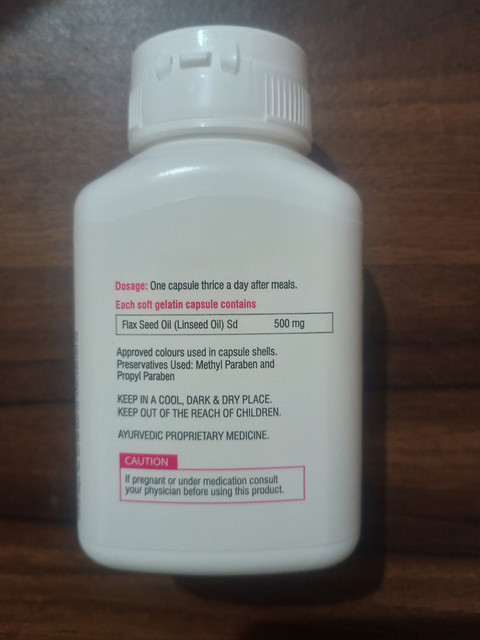 Dosage: One capsule thrice a day after meals.
Each soft gelatin capsule contains
Flax Seed Oil (Linseed Oil) Sd 500 mg
Approved colours used in capsule shells.
Preservatives Used: Methyl Paraben and
Propyl Paraben
KEEP IN A COOL, DARK & DRY PLACE.
KEEP OUT OF THE REACH OF CHILDREN.
AYURVEDIC PROPRIETARY MEDICINE.
CAUTION
If pregnant or under medication consult
your physician before using this product.